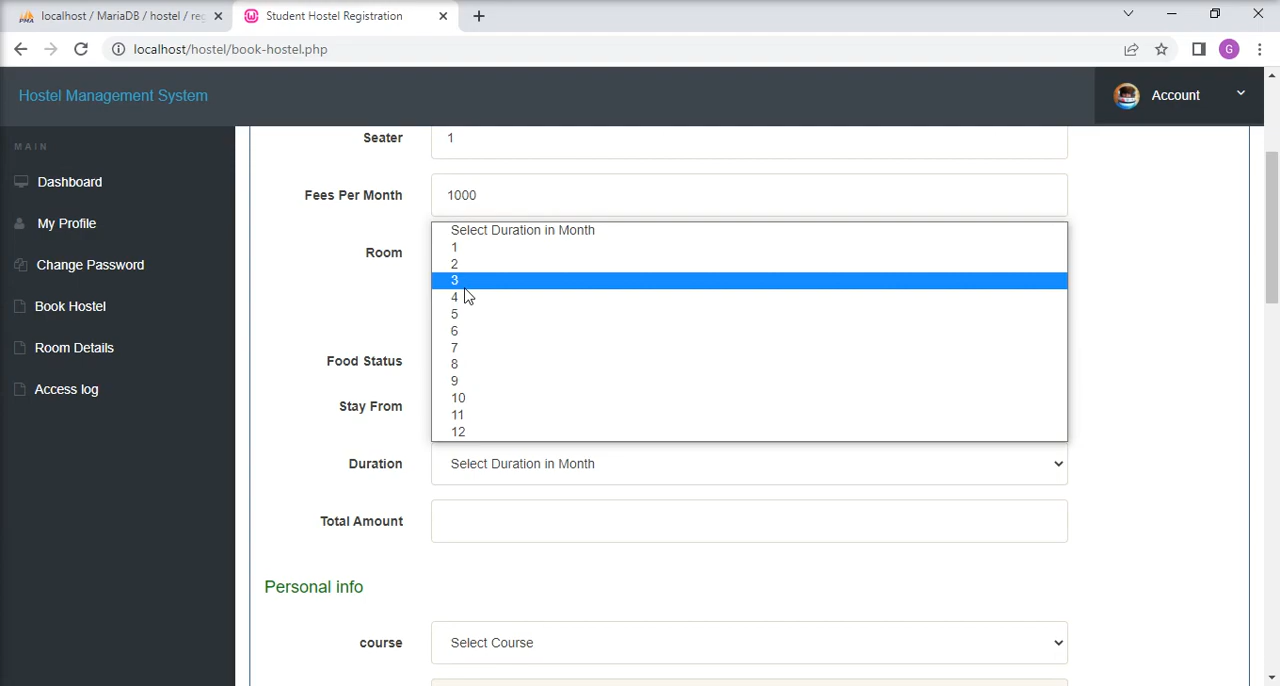 localhost / MariaDB / hostel / reg
Student Hostel Registration
localhost/hostel/book-hostel.php
G
Hostel Management System
Account
MAIN
Dashboard
My Profile
Change Password
Book Hostel
Room Details
Access log
Seater
1
Fees Per Month
1000
Room
Select Duration in Month
1
2
3
4
5
6
7
8
9
10
11
12
Food Status
Stay From
Duration
Select Duration in Month
Total Amount
Personal info
course
Select Course